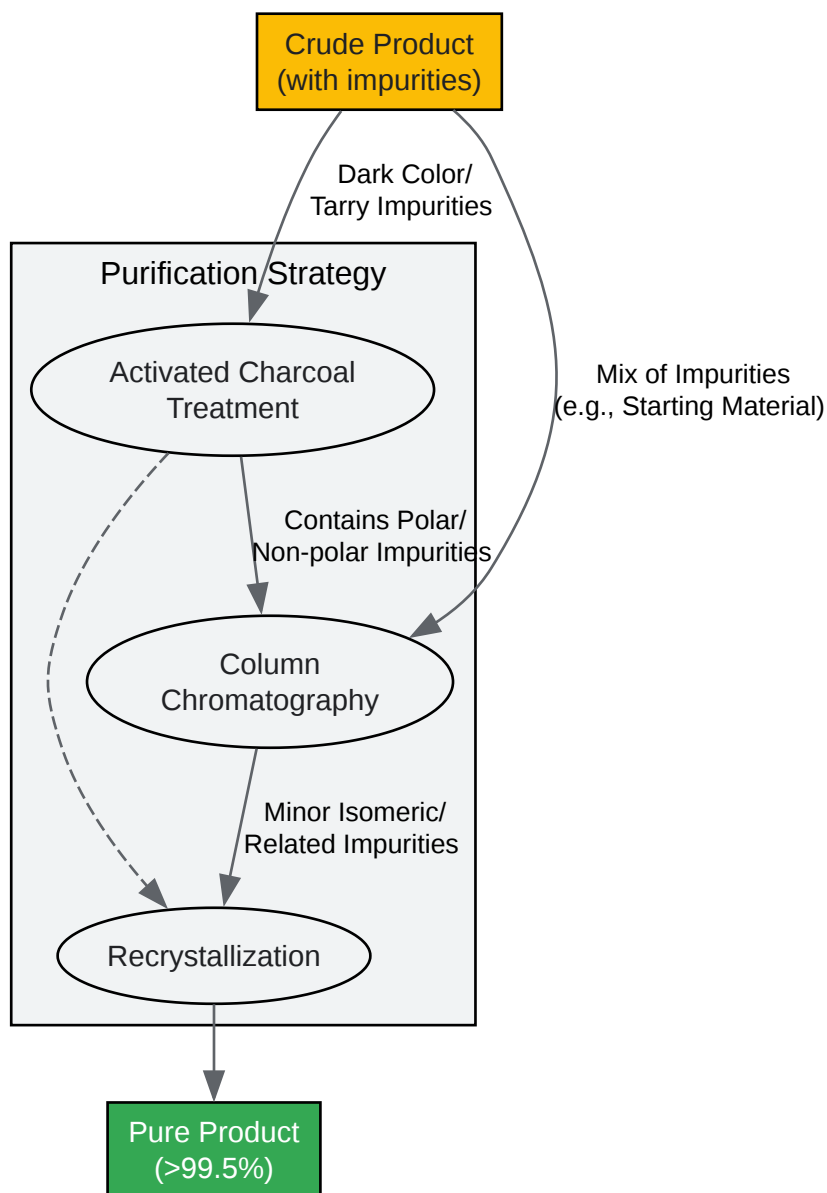 Crude Product
(with impurities)
Dark Color/
Tarry Impurities
Purification Strategy
Activated Charcoal
Treatment
Mix of Impurities
(e.g., Starting Material)
Contains Polar/
Non-polar Impurities
Column
Chromatography
Minor Isomeric/
Related Impurities
Recrystallization
Pure Product
(>99.5%)